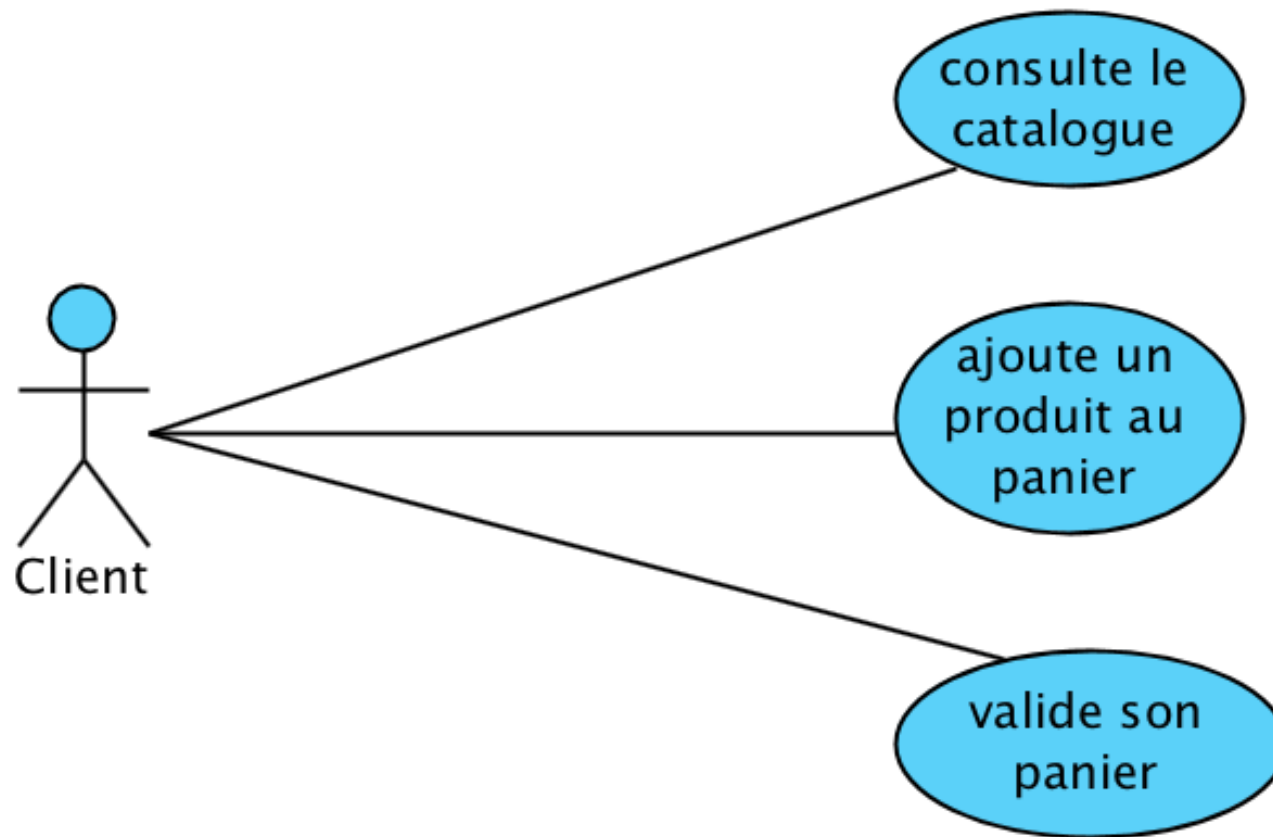 consulte le
catalogue
ajoute un
produit au
panier
Client
valide son
panier